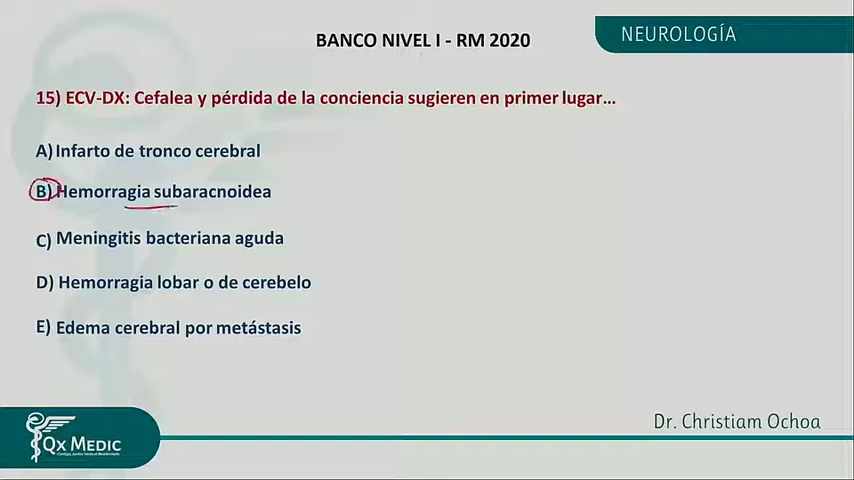 BANCO NIVEL I - RM 2020
NEUROLOGÍA
15) ECV-DX: Cefalea y pérdida de la conciencia sugieren en primer lugar...
A) Infarto de tronco cerebral
B) Hemorragia subaracnoidea
C) Meningitis bacteriana aguda
D) Hemorragia lobar o de cerebelo
E) Edema cerebral por metástasis
Dr. Christiam Ochoa
QX MEDIC